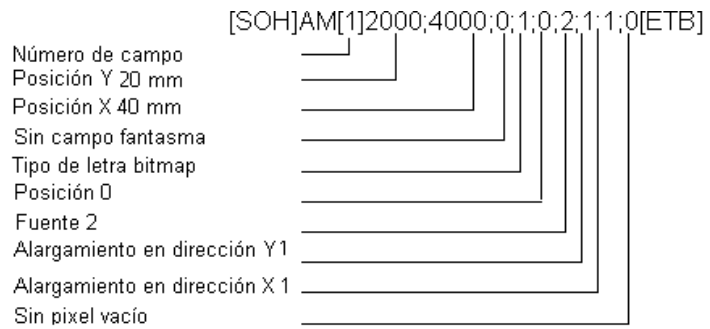 [SOH]AM[1]2000;4000;0;1;0;2;1;1;0[ETB]
Número de campo
Posición Y 20 mm
Posición X 40 mm
Sin campo fantasma
Tipo de letra bitmap
Posición 0
Fuente 2
Alargamiento en dirección Y1
Alargamiento en dirección X 1
Sin pixel vacío